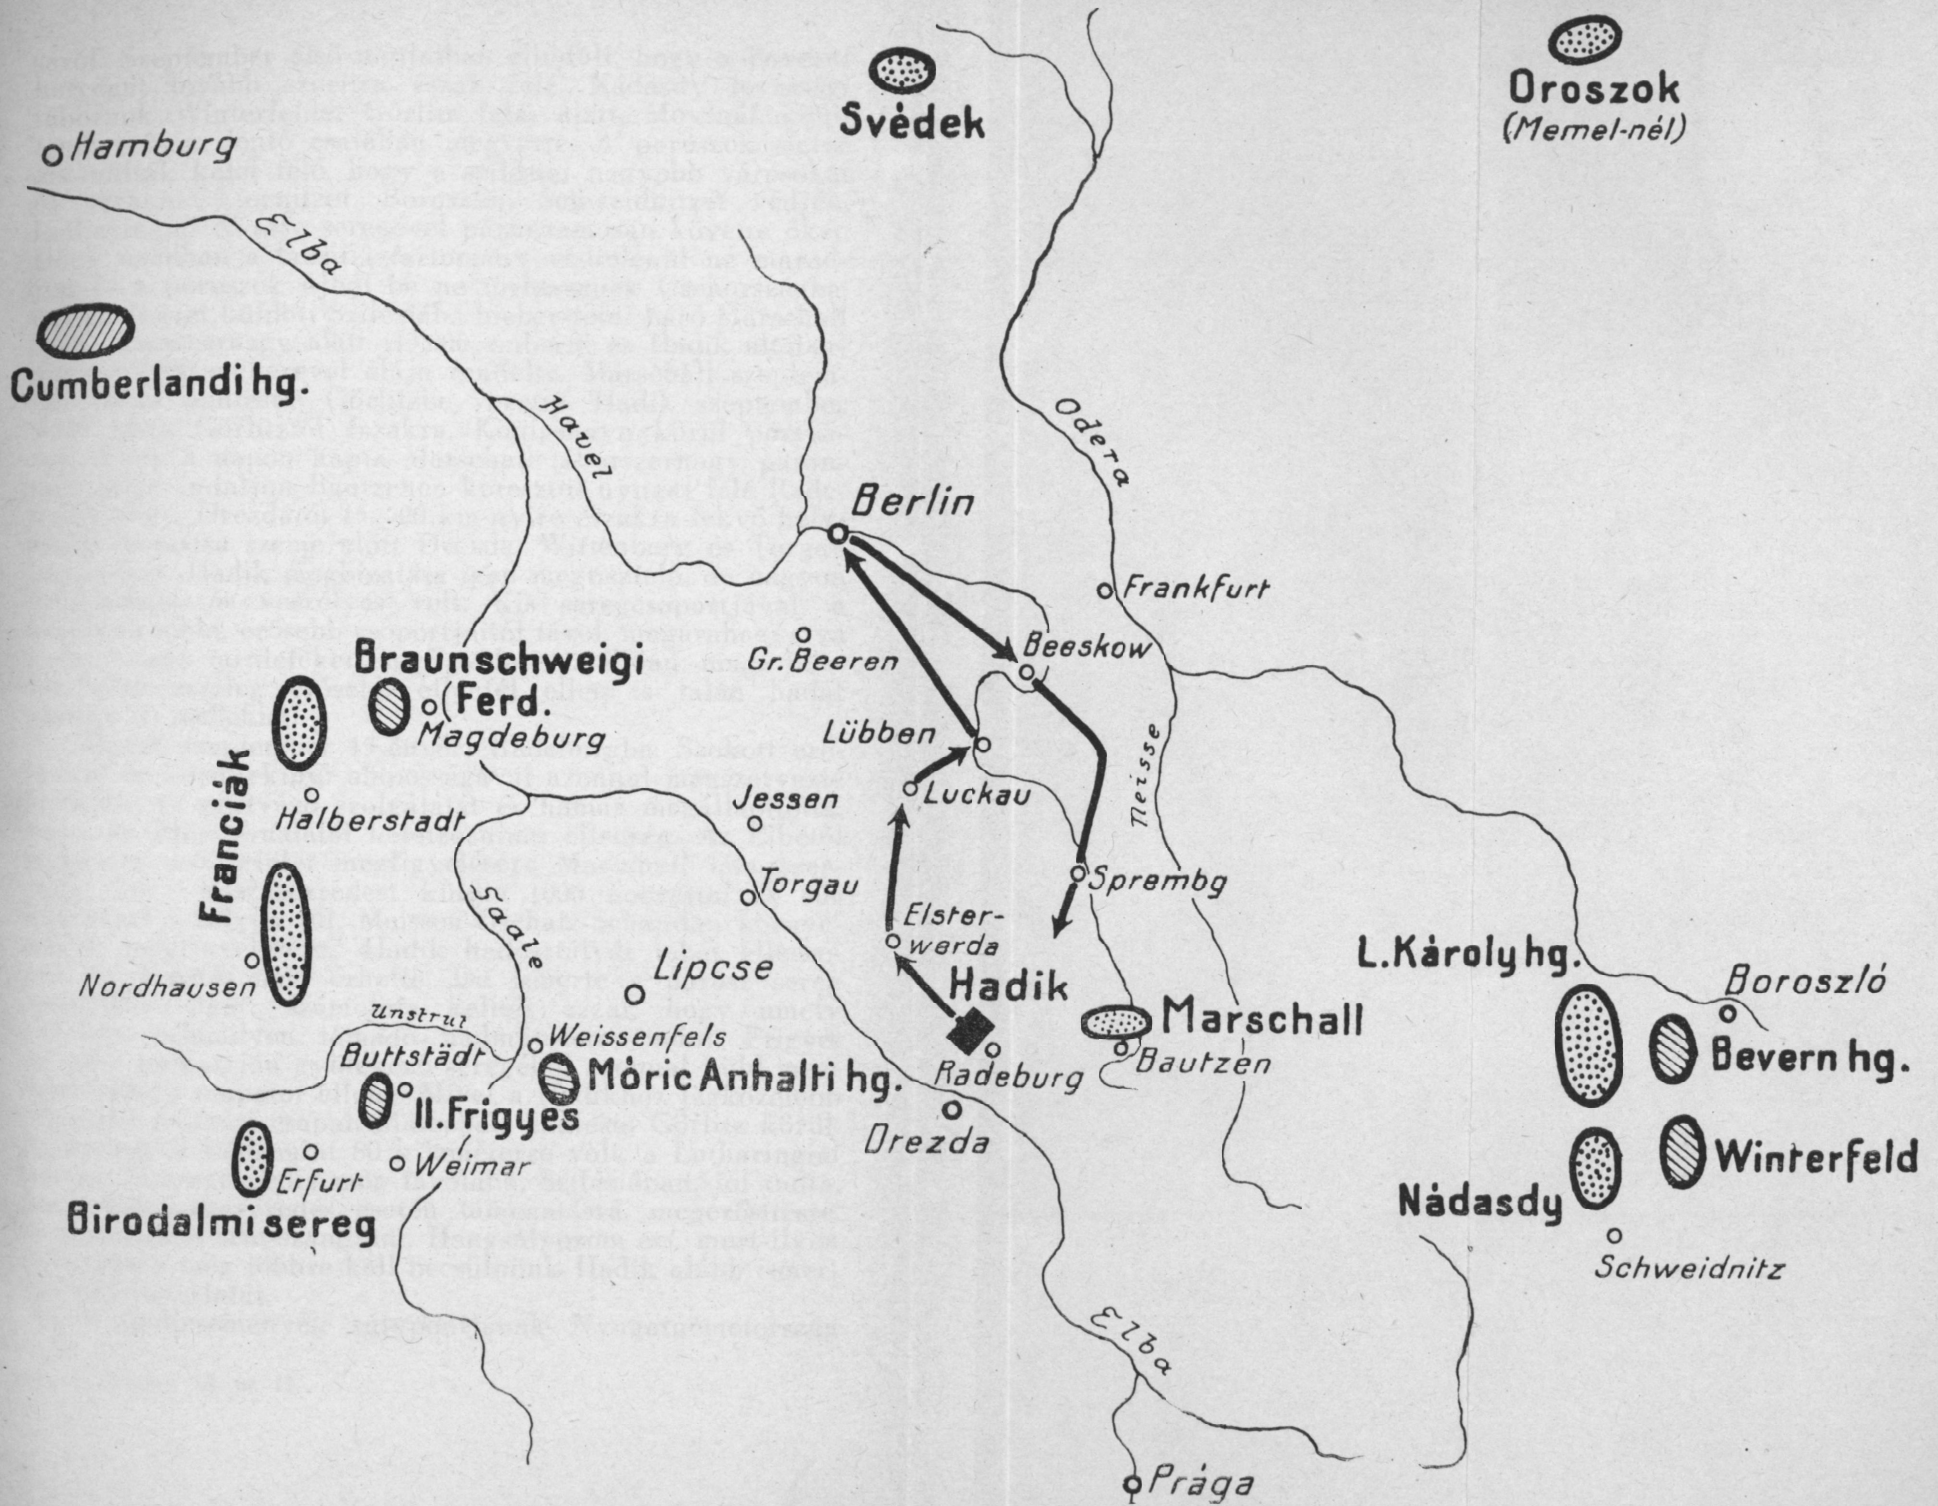 Oroszok
(Memel-nél)
Svédek
Hamburg
Elba
Cumberlandi hg.
Havel
Odera
Berlin
Frankfurt
Gr. Beeren
Beeskow
Braunschweigi
(Ferd.
Magdeburg
Lübben
Neisse
Franciák
Halberstadt
Jessen
Luckau
Torgau
Sprembg
Saale
Elster-
werda
Nordhausen
Lipcse
Hadik
L. Károly hg.
Boroszló
Unstrut
Weissenfels
Marschall
Buttstädt
Móric Anhalti hg.
Radeburg
Bautzen
Bevern hg.
II. Frigyes
Drezda
Erfurt
Weimar
Winterfeld
Nádasdy
Birodalmi sereg
Schweidnitz
Elba
Prága